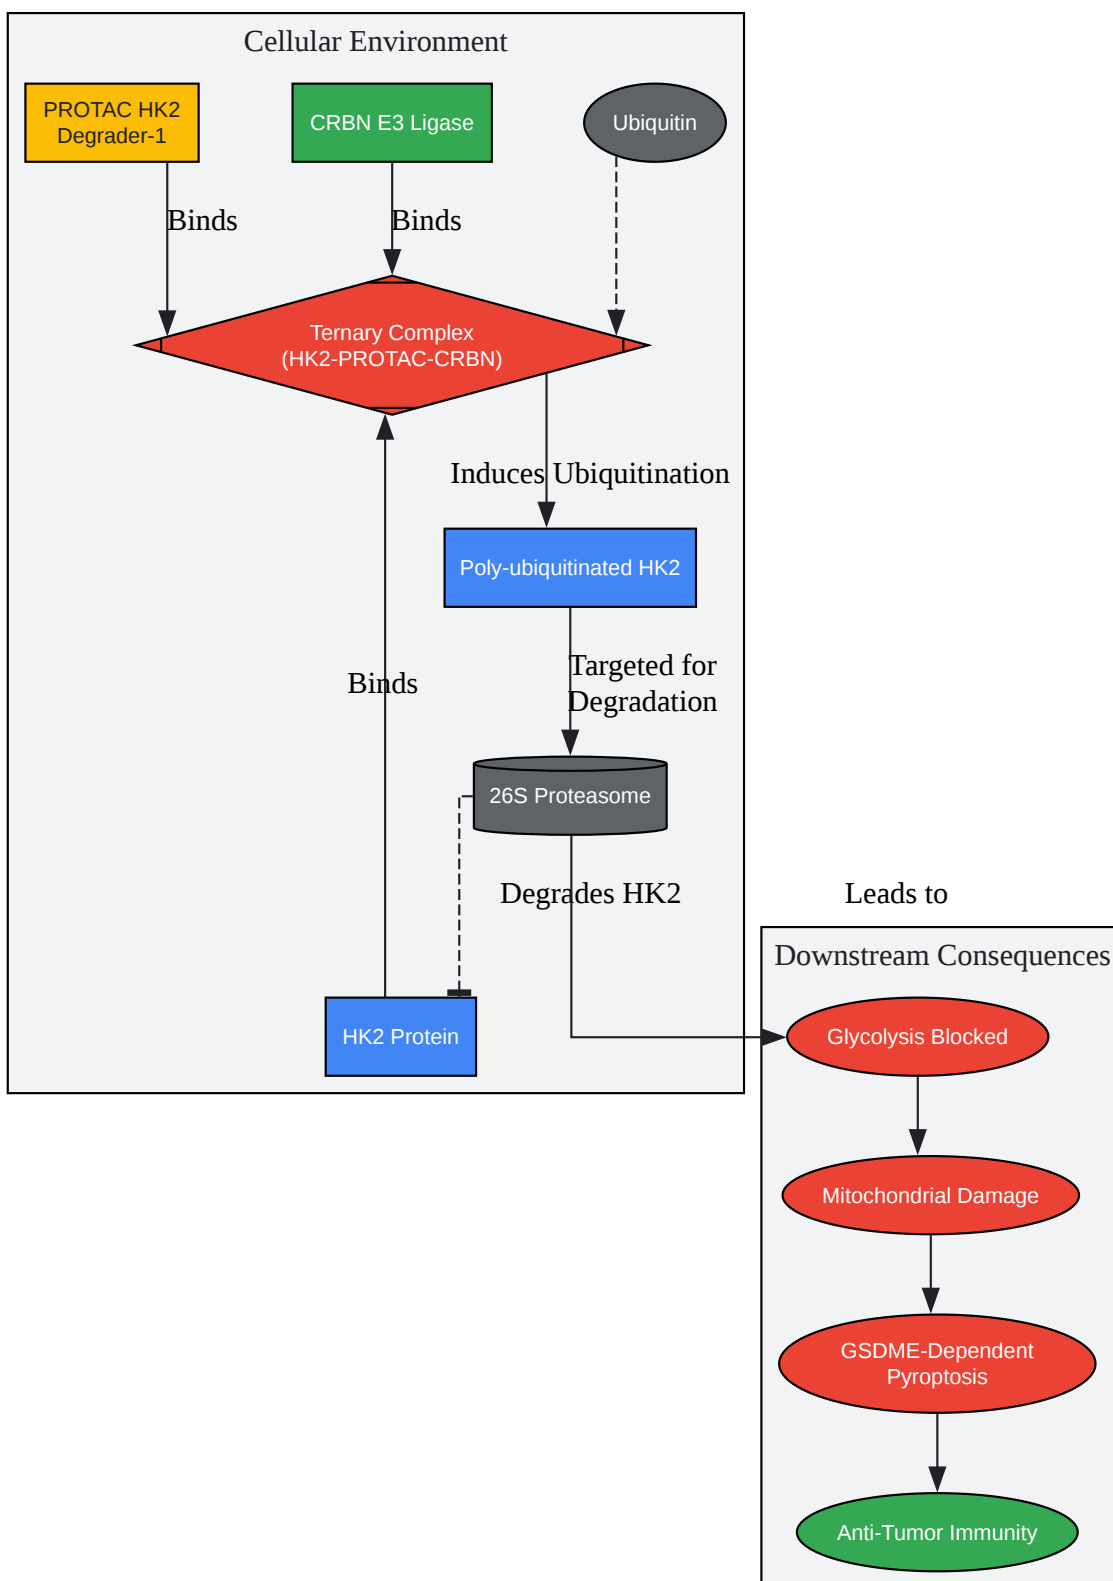 Cellular Environment
PROTAC HK2
Degrader-1
CRBN E3 Ligase
Ubiquitin
Binds
Binds
Ternary Complex
(HK2-PROTAC-CRBN)
Induces Ubiquitination
Poly-ubiquitinated HK2
Binds
Targeted for
Degradation
26S Proteasome
Degrades HK2
Leads to
HK2 Protein
Downstream Consequences
Glycolysis Blocked
Mitochondrial Damage
GSDME-Dependent
Pyroptosis
Anti-Tumor Immunity